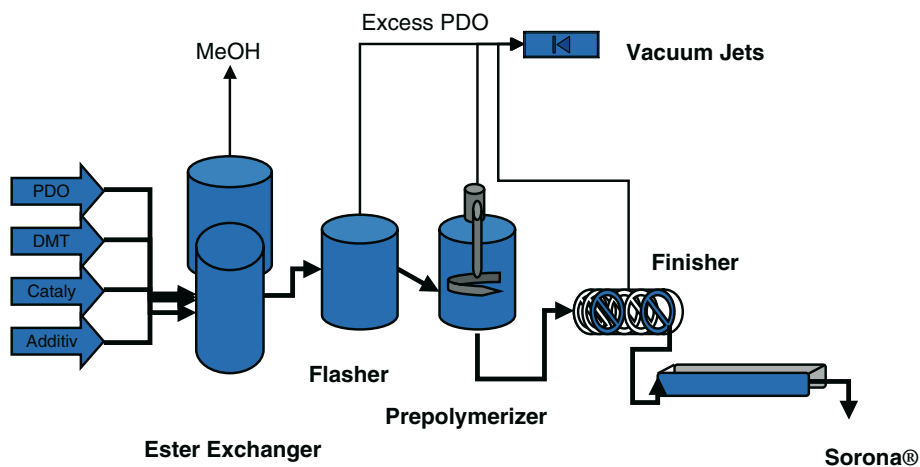 Excess PDO
MeOH
Vacuum Jets
PDO
DMT
Cataly
Additiv
Finisher
Flasher
Prepolymerizer
Ester Exchanger
Sorona®